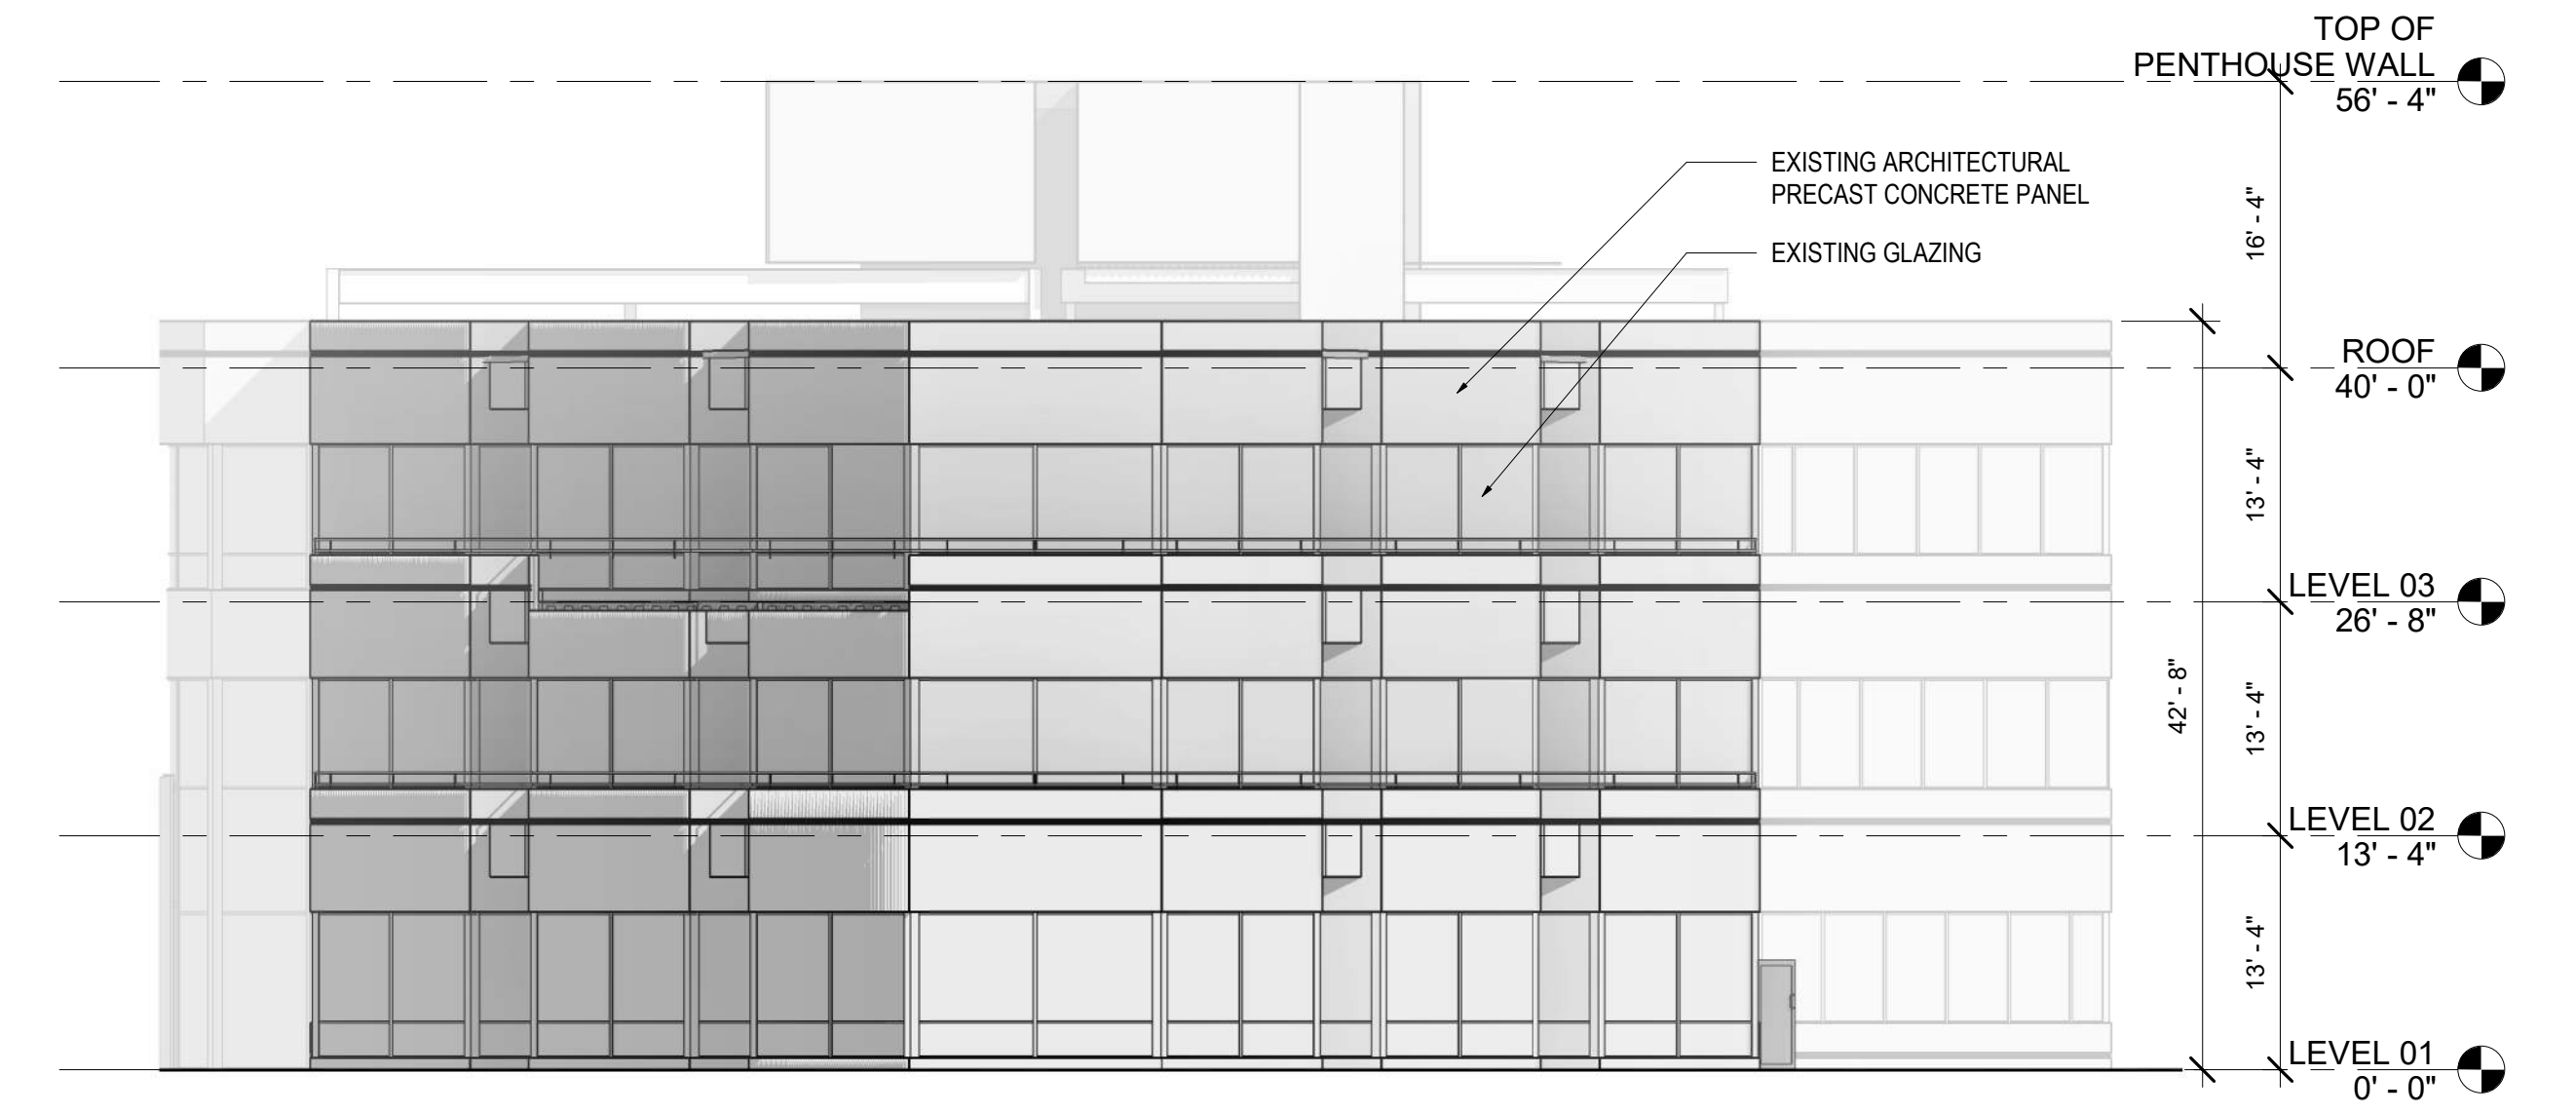 TOP OF
PENTHOUSE WALL
56' - 4"
EXISTING ARCHITECTURAL
PRECAST CONCRETE PANEL
16' - 4"
EXISTING GLAZING
ROOF
40' - 0"
13' - 4"
LEVEL 03
26' - 8"
42' - 8"
13' - 4"
LEVEL 02
13' - 4"
13' - 4"
LEVEL 01
0' - 0"